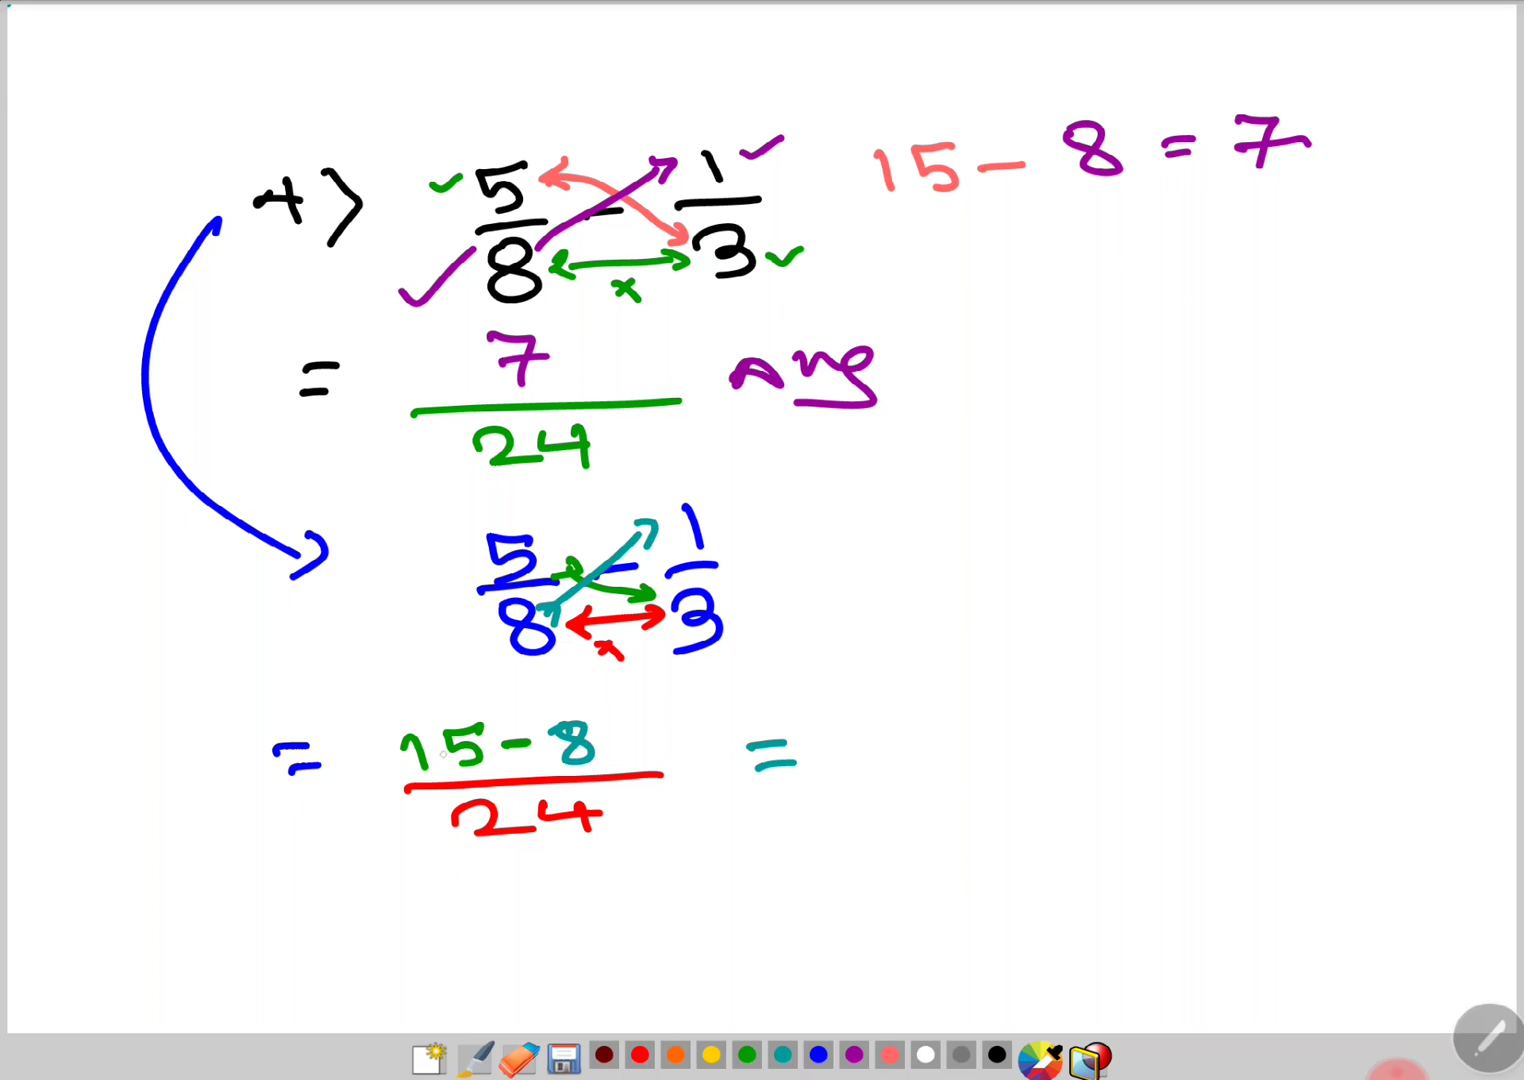 4) 5/8 - 1/3 15 - 8 = 7
= 7/24 Ans
5/8 - 1/3
x
= 15 - 8/24 =